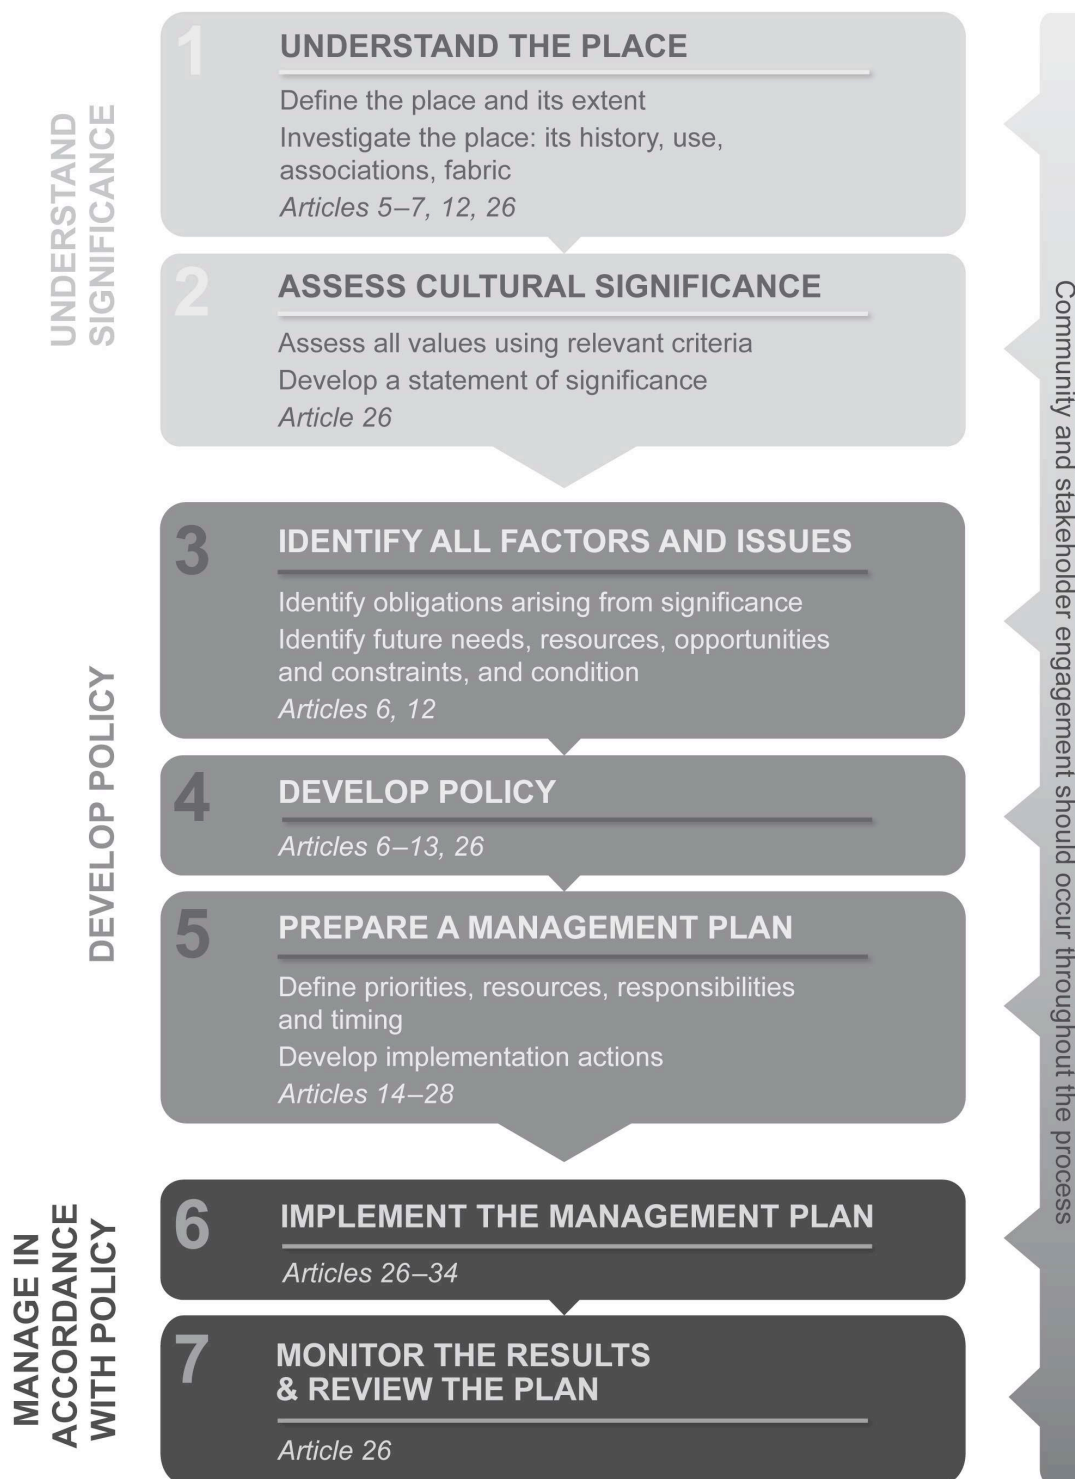 UNDERSTAND
SIGNIFICANCE
1
UNDERSTAND THE PLACE
Define the place and its extent
Investigate the place: its history, use,
associations, fabric
Articles 5–7, 12, 26
2
ASSESS CULTURAL SIGNIFICANCE
Assess all values using relevant criteria
Develop a statement of significance
Article 26
DEVELOP POLICY
3
IDENTIFY ALL FACTORS AND ISSUES
Identify obligations arising from significance
Identify future needs, resources, opportunities
and constraints, and condition
Articles 6, 12
4
DEVELOP POLICY
Articles 6–13, 26
5
PREPARE A MANAGEMENT PLAN
Define priorities, resources, responsibilities
and timing
Develop implementation actions
Articles 14–28
MANAGE IN
ACCORDANCE
WITH POLICY
6
IMPLEMENT THE MANAGEMENT PLAN
Articles 26–34
7
MONITOR THE RESULTS
& REVIEW THE PLAN
Article 26
Community and stakeholder engagement should occur throughout the process